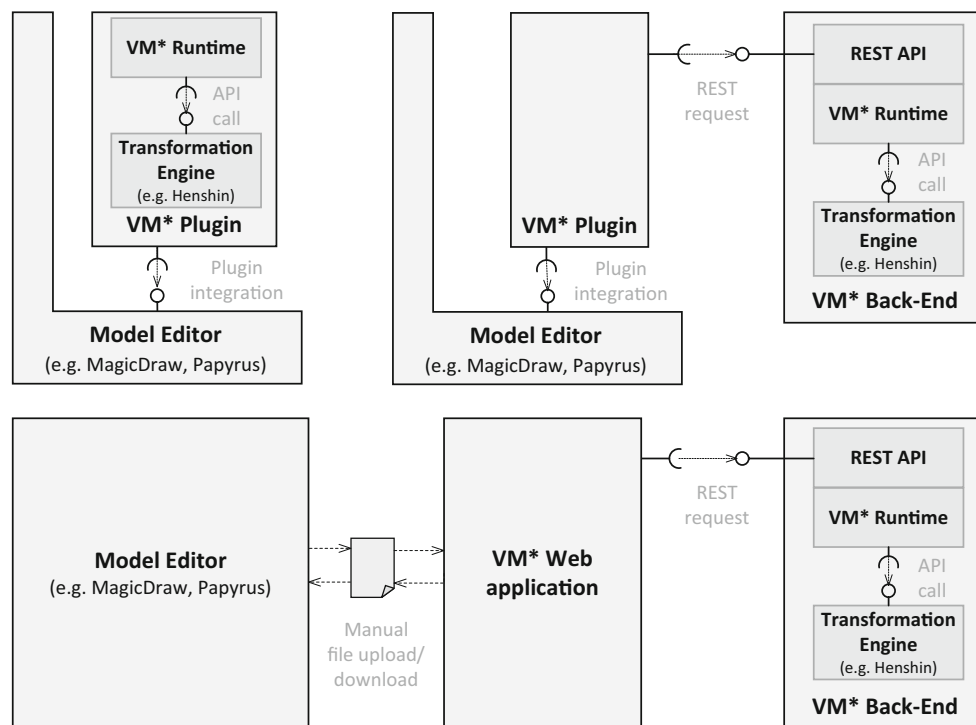 VM* Runtime
API
call
Transformation
Engine
(e.g. Henshin)
VM* Plugin
Plugin
integration
Model Editor
(e.g. MagicDraw, Papyrus)
VM* Plugin
Plugin
integration
Model Editor
(e.g. MagicDraw, Papyrus)
REST
request
REST API
VM* Runtime
API
call
Transformation
Engine
(e.g. Henshin)
VM* Back-End
Model Editor
(e.g. MagicDraw, Papyrus)
Manual
file upload/
download
VM* Web
application
REST
request
REST API
VM* Runtime
API
call
Transformation
Engine
(e.g. Henshin)
VM* Back-End